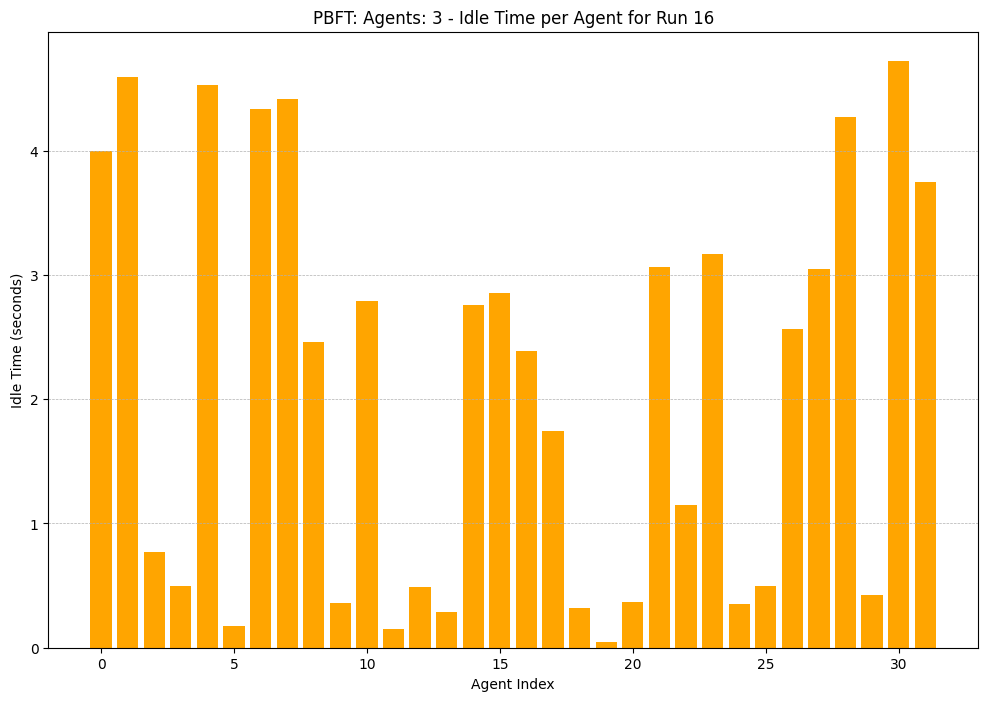 PBFT: Agents: 3 - Idle Time per Agent for Run 16
Idle Time (seconds)
4
3
2
1
0
0 5 10 15 20 25 30
Agent Index